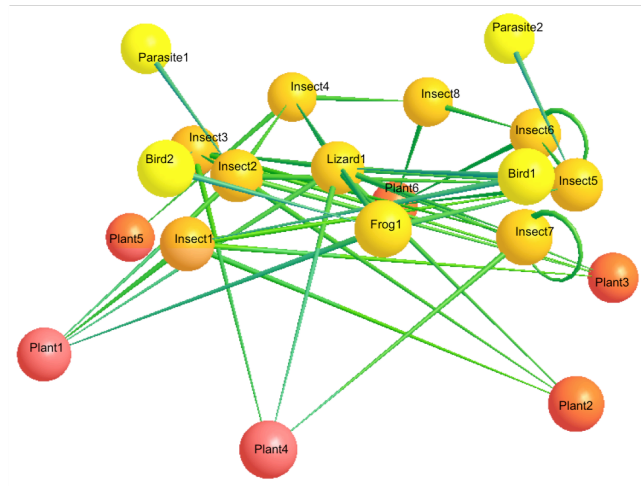 Parasite1
Parasite2
Insect4
Insect8
Insect3
Insect6
Bird2
Insect2
Lizard1
Bird1
Insect5
Plant6
Plant5
Insect1
Frog1
Insect7
Plant3
Plant1
Plant2
Plant4